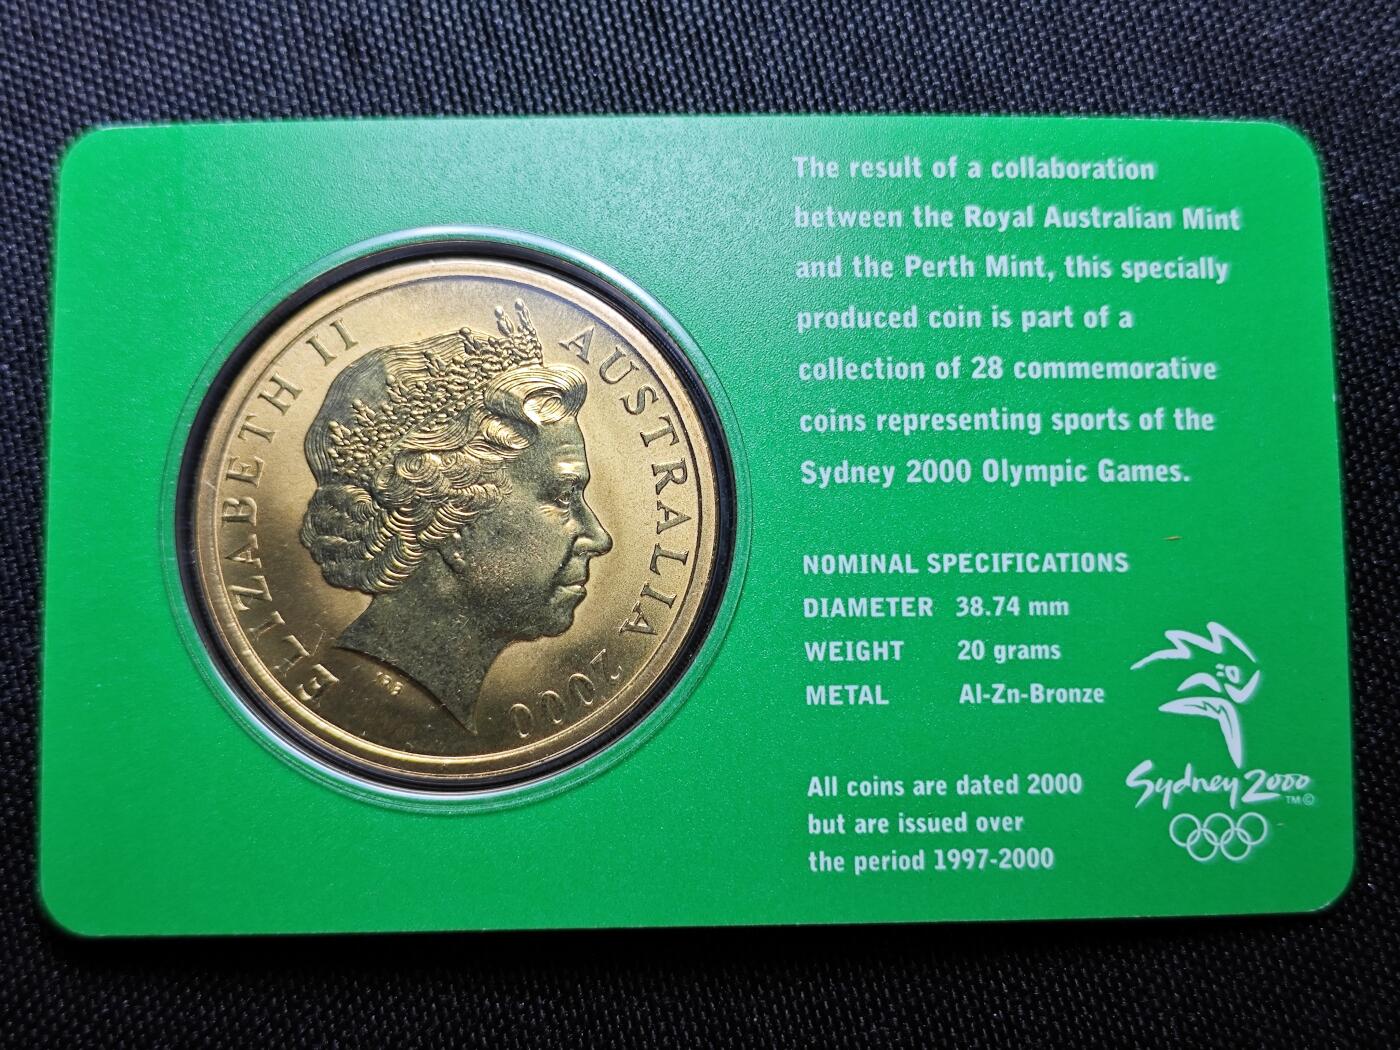 ELIZABETH II AUSTRALIA 2000
IRB
The result of a collaboration
between the Royal Australian Mint
and the Perth Mint, this specially
produced coin is part of a
collection of 28 commemorative
coins representing sports of the
Sydney 2000 Olympic Games.
NOMINAL SPECIFICATIONS
DIAMETER 38.74 mm
WEIGHT 20 grams
METAL Al-Zn-Bronze
All coins are dated 2000
but are issued over
the period 1997-2000
Sydney 2000
TM ©